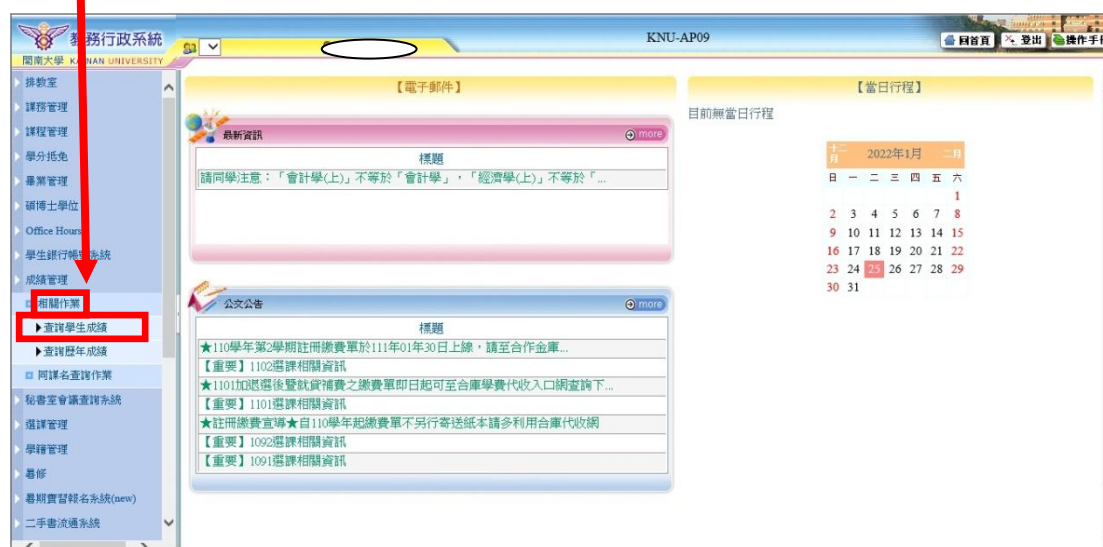 教務行政系統
KNU-AP09
回首頁 登出 操作手冊
開南大學 KAINAN UNIVERSITY
排教室
課務管理
課程管理
學分抵免
畢業管理
碩博士學位
Office Hours
學生銀行帳號系統
成績管理
相關作業
查詢學生成績
查詢歷年成績
同課名查詢作業
秘書室會議查詢系統
選課管理
學籍管理
暑修
暑期實習報名系統(new)
二手書流通系統
【電子郵件】
最新資訊
more
標題
請同學注意:「會計學(上)」不等於「會計學」,「經濟學(上)」不等於「...
公文公告
more
標題
★110學年第2學期註冊繳費單於111年01年30日上線,請至合作金庫...
【重要】1102選課相關資訊
★1101加退選後暨就貸補費之繳費單即日起可至合庫學費代收入口網查詢下...
【重要】1101選課相關資訊
★註冊繳費宣導★自110學年起繳費單不另行寄送紙本請多利用合庫代收網
【重要】1092選課相關資訊
【重要】1091選課相關資訊
【當日行程】
目前無當日行程
十二月 2022年1月 二月
日 一 二 三 四 五 六
1
2 3 4 5 6 7 8
9 10 11 12 13 14 15
16 17 18 19 20 21 22
23 24 25 26 27 28 29
30 31